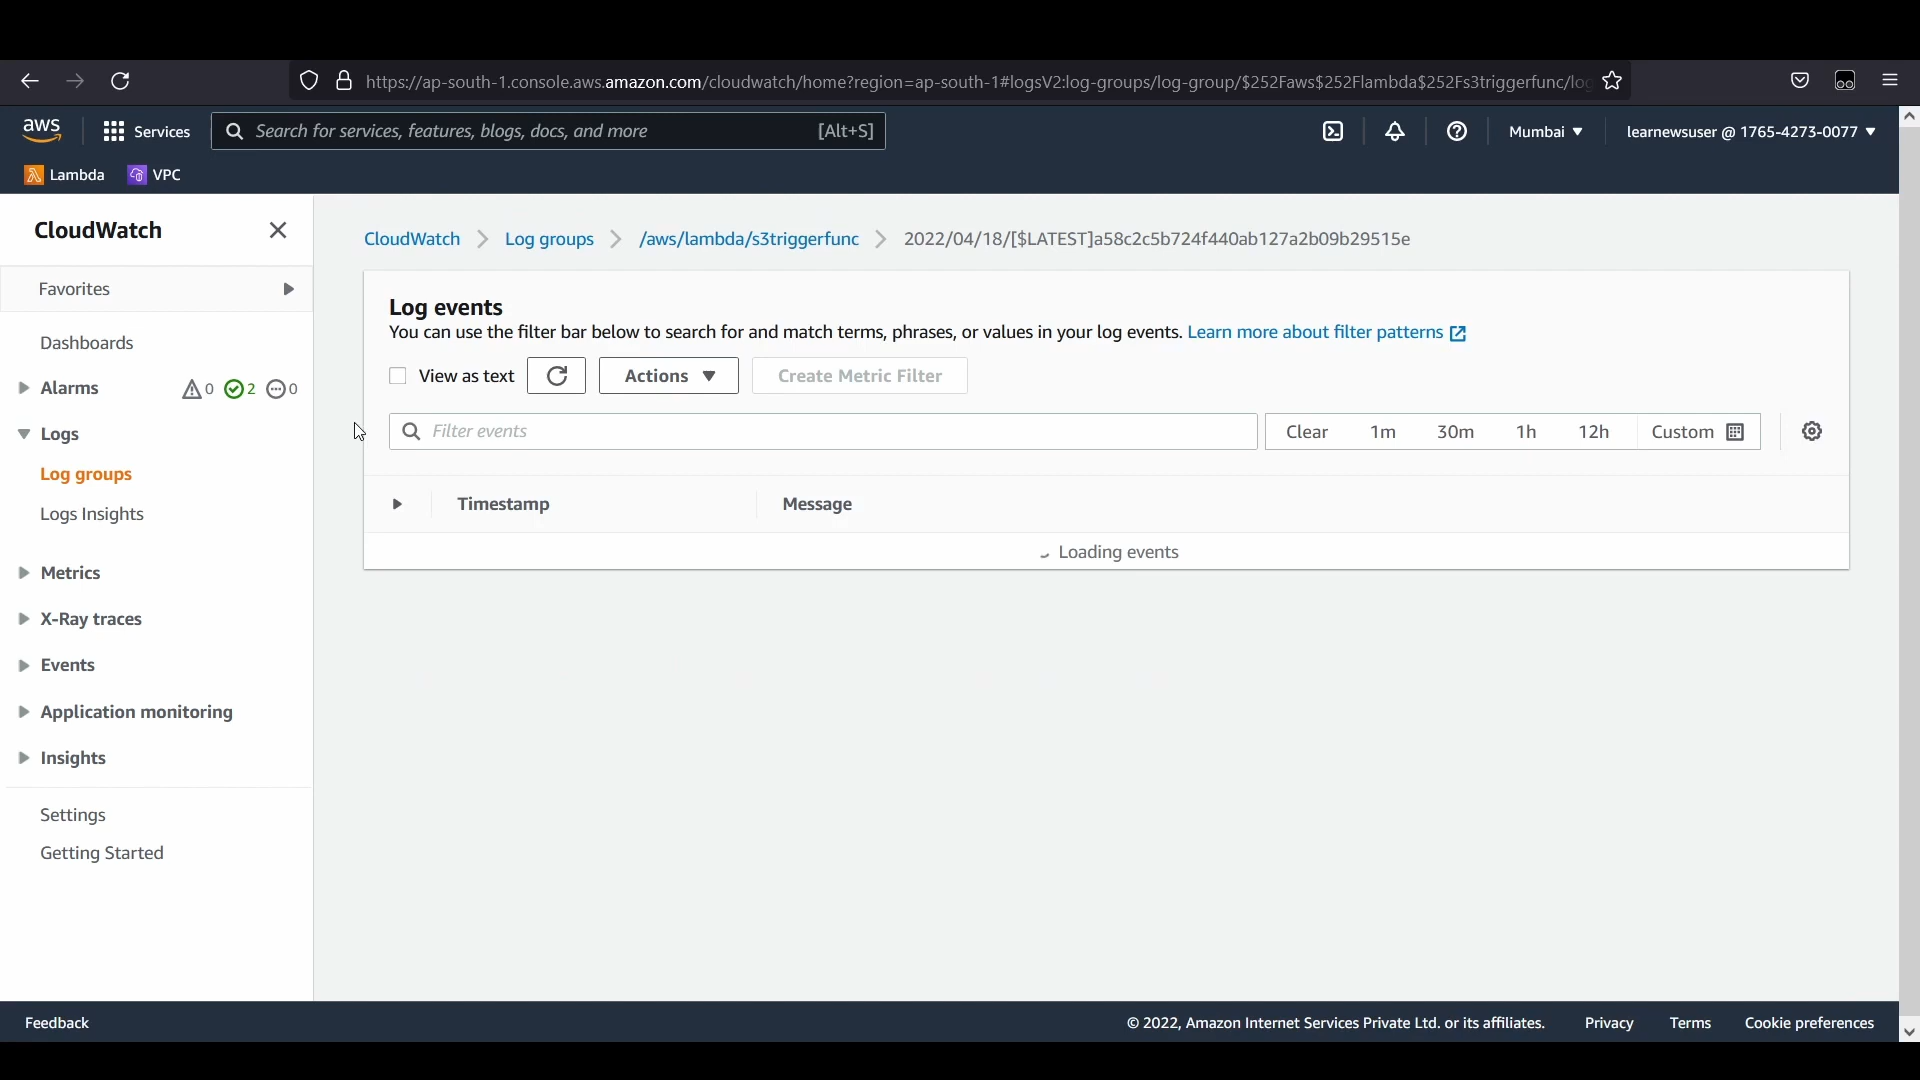 https://ap-south-1.console.aws.amazon.com/cloudwatch/home?region=ap-south-1#logsV2:log-groups/log-group/$252Faws$252Flambda$252Fs3triggerfunc/log
aws Services Search for services, features, blogs, docs, and more [Alt+S] Mumbai learnewsuser @ 1765-4273-0077
Lambda VPC
CloudWatch
Favorites
Dashboards
Alarms 0 2 0
Logs
Log groups
Logs Insights
Metrics
X-Ray traces
Events
Application monitoring
Insights
Settings
Getting Started
CloudWatch Log groups /aws/lambda/s3triggerfunc 2022/04/18/[$LATEST]a58c2c5b724f440ab127a2b09b29515e
Log events
You can use the filter bar below to search for and match terms, phrases, or values in your log events. Learn more about filter patterns
View as text Actions Create Metric Filter
Filter events Clear 1m 30m 1h 12h Custom
Timestamp Message
Loading events
Feedback © 2022, Amazon Internet Services Private Ltd. or its affiliates. Privacy Terms Cookie preferences